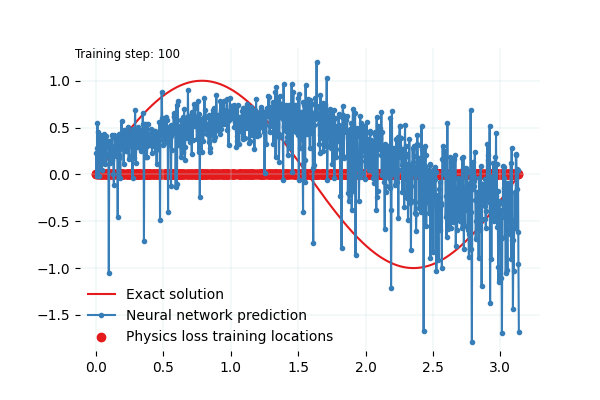 Training step: 100
1.0
0.5
0.0
−0.5
−1.0
−1.5
Exact solution
Neural network prediction
Physics loss training locations
0.0 0.5 1.0 1.5 2.0 2.5 3.0